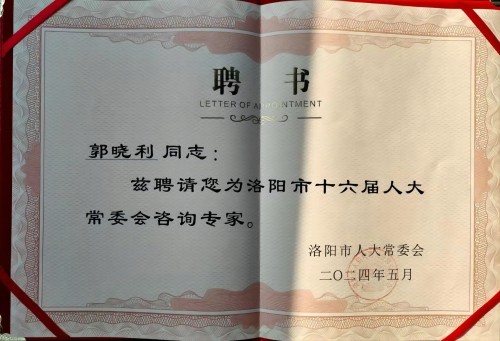 聘 书
LETTER OF APPOINTMENT
郭晓利 同志：
兹聘请您为洛阳市十六届人大
常委会咨询专家。
洛阳市人大常委会
二〇二四年五月